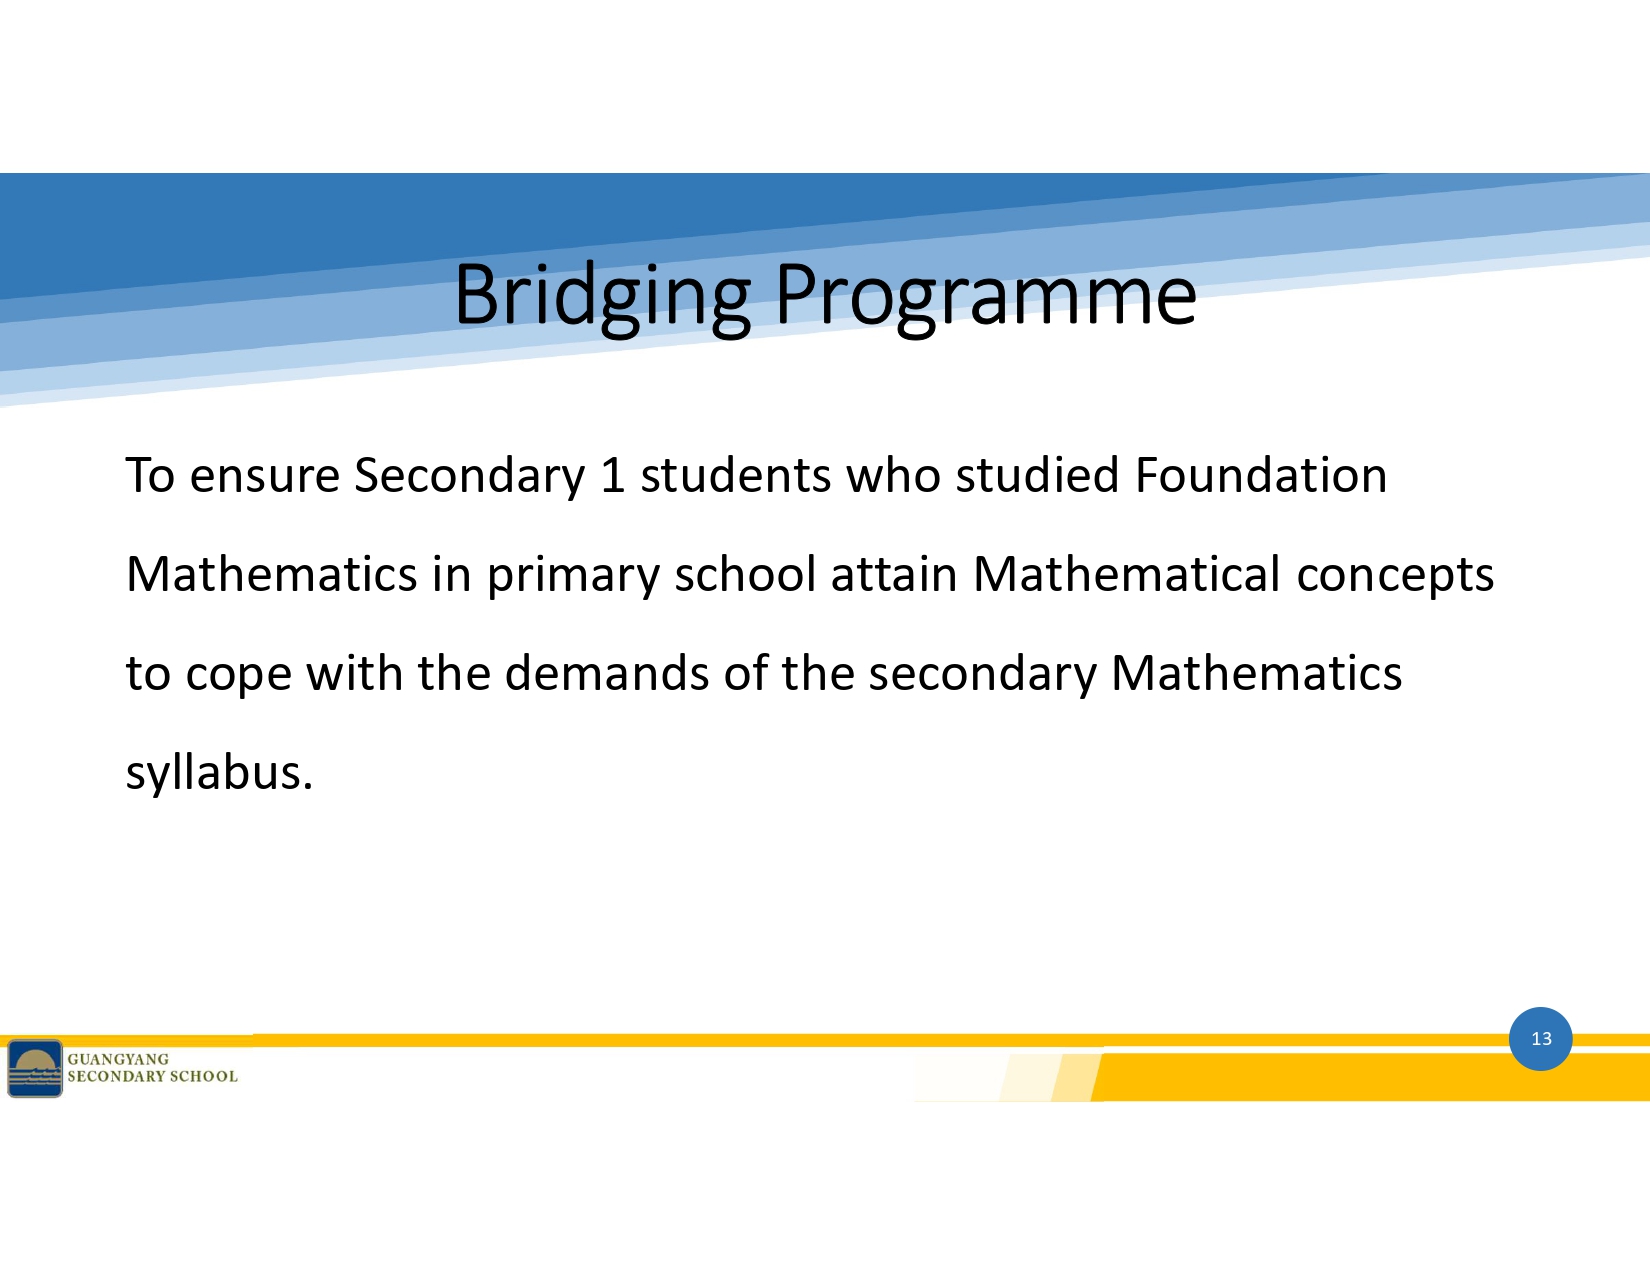 Bridging Programme
To ensure Secondary 1 students who studied Foundation
Mathematics in primary school attain Mathematical concepts
to cope with the demands of the secondary Mathematics
syllabus.
13
GUANGYANG
SECONDARY SCHOOL